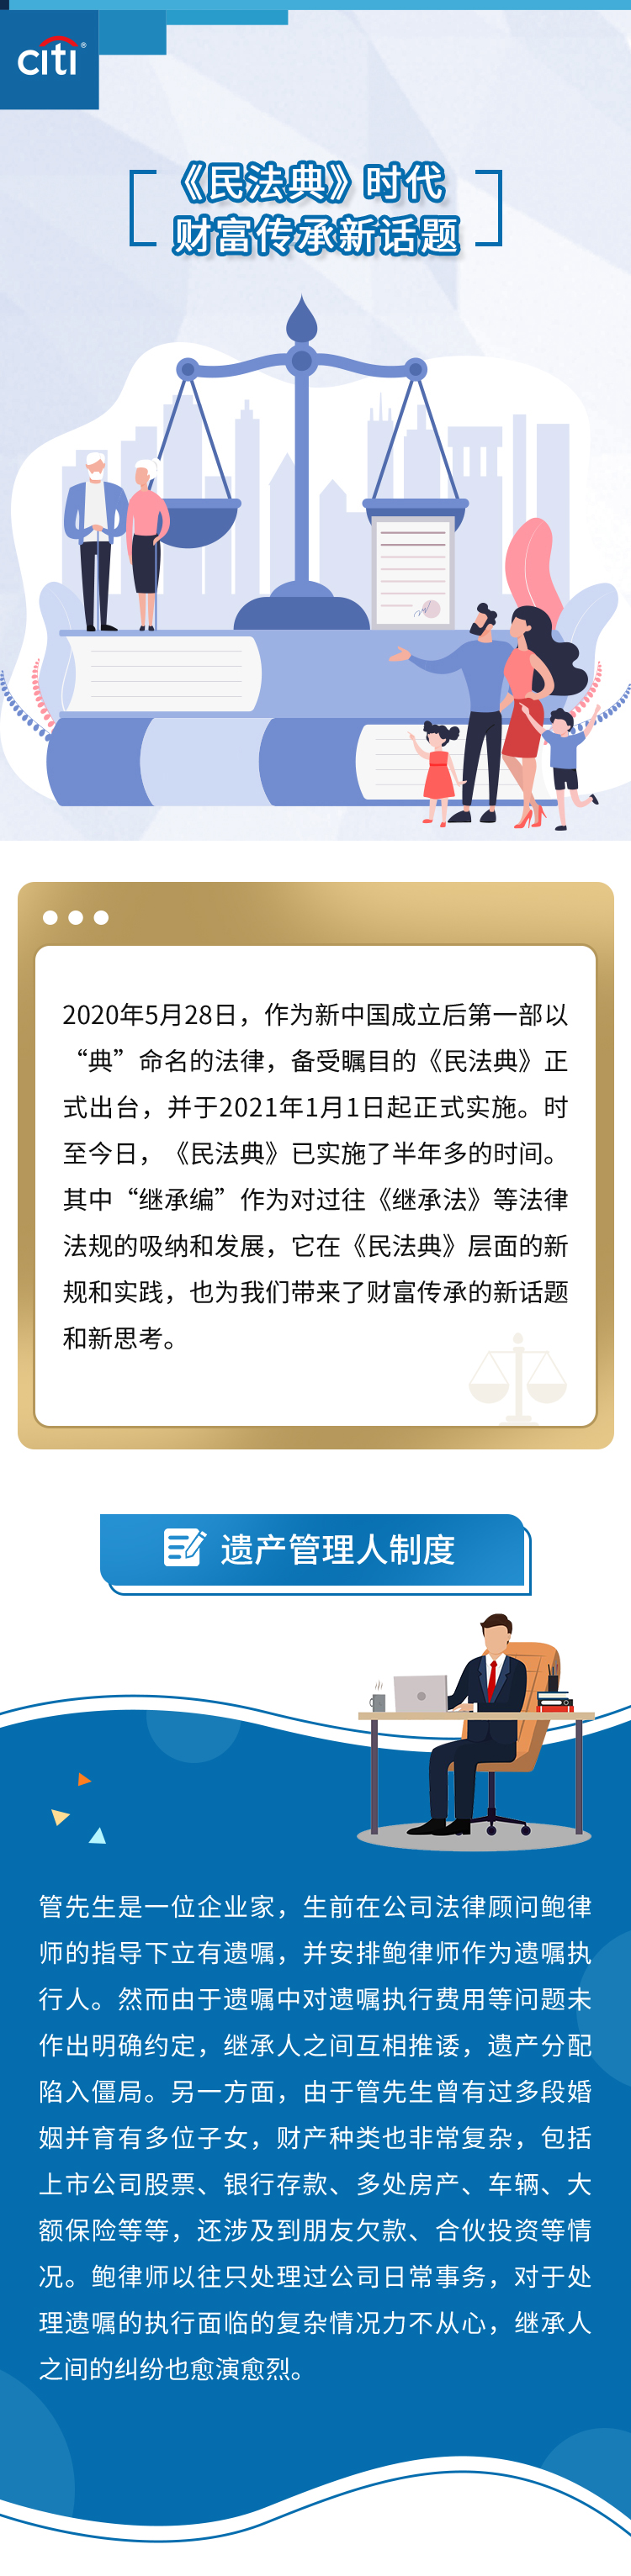 citi®
《民法典》时代
财富传承新话题
2020年5月28日，作为新中国成立后第一部以
“典”命名的法律，备受瞩目的《民法典》正
式出台，并于2021年1月1日起正式实施。时
至今日，《民法典》已实施了半年多的时间。
其中“继承编”作为对过往《继承法》等法律
法规的吸纳和发展，它在《民法典》层面的新
规和实践，也为我们带来了财富传承的新话题
和新思考。
遗产管理人制度
管先生是一位企业家，生前在公司法律顾问鲍律
师的指导下立有遗嘱，并安排鲍律师作为遗嘱执
行人。然而由于遗嘱中对遗嘱执行费用等问题未
作出明确约定，继承人之间互相推诿，遗产分配
陷入僵局。另一方面，由于管先生曾有过多段婚
姻并育有多位子女，财产种类也非常复杂，包括
上市公司股票、银行存款、多处房产、车辆、大
额保险等等，还涉及到朋友欠款、合伙投资等情
况。鲍律师以往只处理过公司日常事务，对于处
理遗嘱的执行面临的复杂情况力不从心，继承人
之间的纠纷也愈演愈烈。